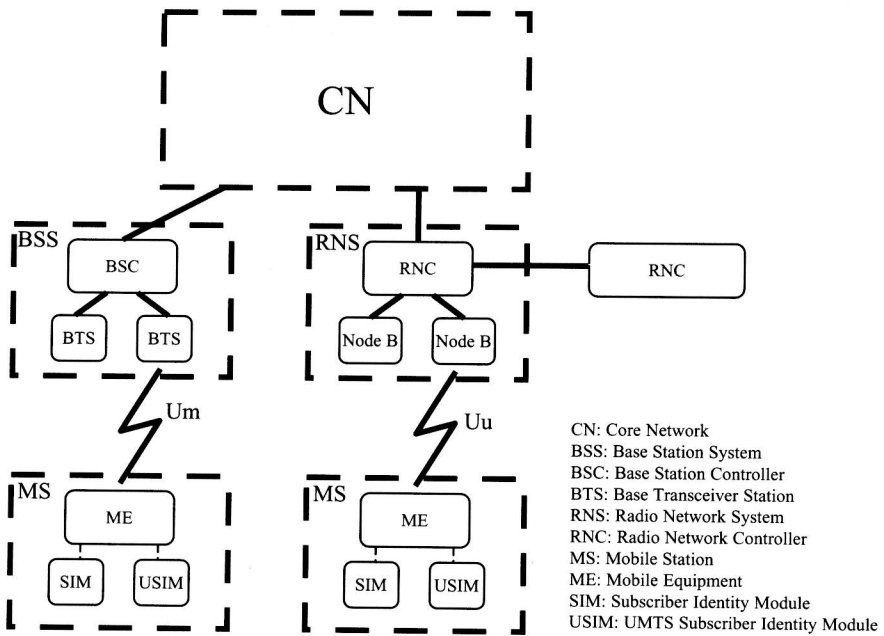 CN
BSS
BSC
BTS
BTS
RNS
RNC
RNC
Node B
Node B
Um
Uu
MS
ME
SIM
USIM
MS
ME
SIM
USIM
CN: Core Network
BSS: Base Station System
BSC: Base Station Controller
BTS: Base Transceiver Station
RNS: Radio Network System
RNC: Radio Network Controller
MS: Mobile Station
ME: Mobile Equipment
SIM: Subscriber Identity Module
USIM: UMTS Subscriber Identity Module